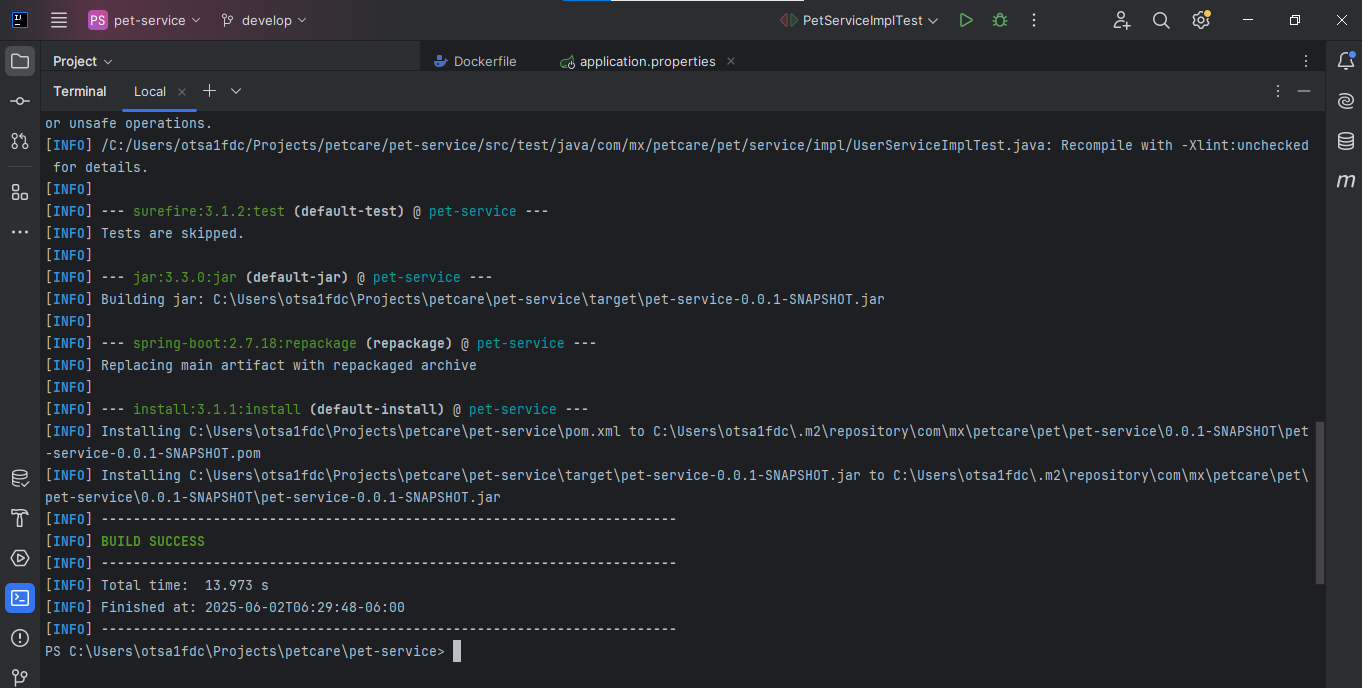 PS pet-service develop PetServiceImplTest
Project Dockerfile application.properties
Terminal Local
or unsafe operations.
[INFO] /C:/Users/otsa1fdc/Projects/petcare/pet-service/src/test/java/com/mx/petcare/pet/service/impl/UserServiceImplTest.java: Recompile with -Xlint:unchecked
for details.
[INFO]
[INFO] --- surefire:3.1.2:test (default-test) @ pet-service ---
[INFO] Tests are skipped.
[INFO]
[INFO] --- jar:3.3.0:jar (default-jar) @ pet-service ---
[INFO] Building jar: C:\Users\otsa1fdc\Projects\petcare\pet-service\target\pet-service-0.0.1-SNAPSHOT.jar
[INFO]
[INFO] --- spring-boot:2.7.18:repackage (repackage) @ pet-service ---
[INFO] Replacing main artifact with repackaged archive
[INFO]
[INFO] --- install:3.1.1:install (default-install) @ pet-service ---
[INFO] Installing C:\Users\otsa1fdc\Projects\petcare\pet-service\pom.xml to C:\Users\otsa1fdc\.m2\repository\com\mx\petcare\pet\pet-service\0.0.1-SNAPSHOT\pet
-service-0.0.1-SNAPSHOT.pom
[INFO] Installing C:\Users\otsa1fdc\Projects\petcare\pet-service\target\pet-service-0.0.1-SNAPSHOT.jar to C:\Users\otsa1fdc\.m2\repository\com\mx\petcare\pet\
pet-service\0.0.1-SNAPSHOT\pet-service-0.0.1-SNAPSHOT.jar
[INFO] ------------------------------------------------------------------------
[INFO] BUILD SUCCESS
[INFO] ------------------------------------------------------------------------
[INFO] Total time:  13.973 s
[INFO] Finished at: 2025-06-02T06:29:48-06:00
[INFO] ------------------------------------------------------------------------
PS C:\Users\otsa1fdc\Projects\petcare\pet-service>